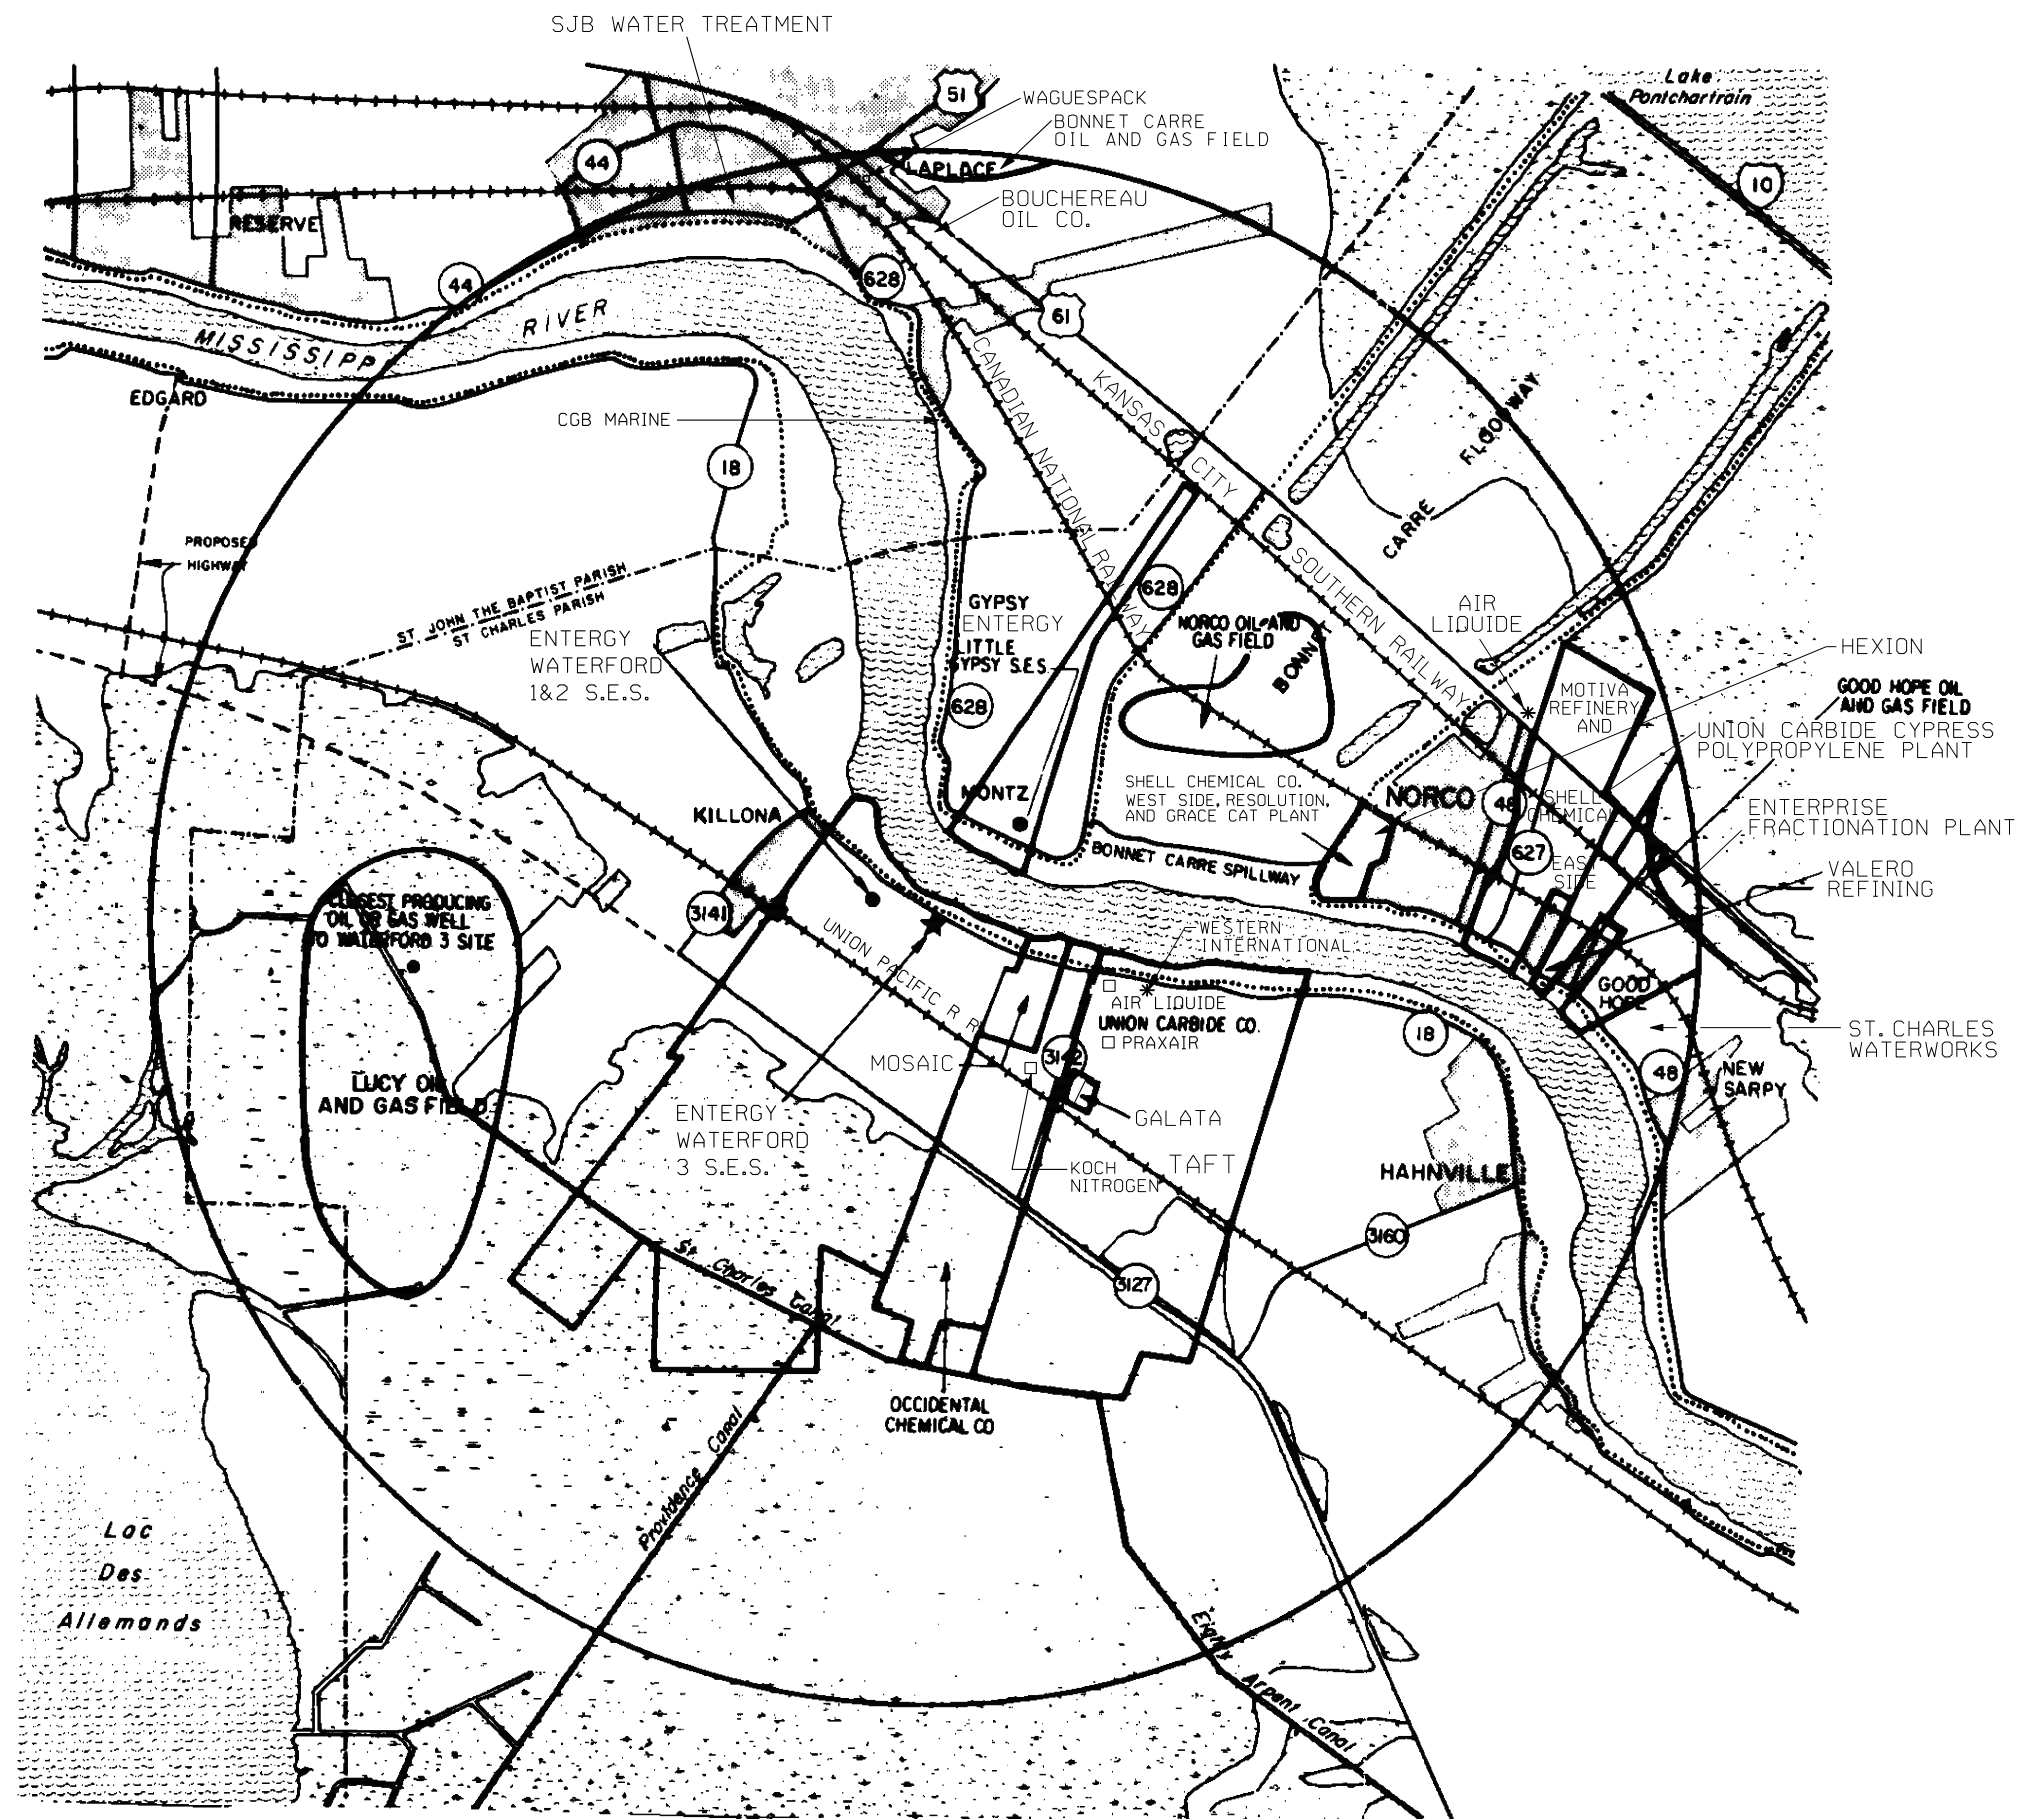 SJB WATER TREATMENT
Lake
Pontchartrain
51
WAGUESPACK
BONNET CARRE
OIL AND GAS FIELD
44
LAPLACE
10
BOUCHEREAU
OIL CO.
RESERVE
44
628
61
MISSISSIPPI
RIVER
EDGARD
CANADIAN NATIONAL RAILWAY
KANSAS CITY SOUTHERN RAILWAY
CGB MARINE
18
FLOODWAY
CARRE
BONNET
PROPOSED
HIGHWAY
ST. JOHN THE BAPTIST PARISH
ST CHARLES PARISH
628
GYPSY
ENTERGY
LITTLE
GYPSY S.E.S.
NORCO OIL AND
GAS FIELD
AIR
LIQUIDE
ENTERGY
WATERFORD
1&2 S.E.S.
HEXION
628
MOTIVA
REFINERY
AND
GOOD HOPE OIL
AND GAS FIELD
UNION CARBIDE CYPRESS
POLYPROPYLENE PLANT
MONTZ
SHELL CHEMICAL CO.
WEST SIDE, RESOLUTION,
AND GRACE CAT PLANT
NORCO
48
SHELL
CHEMICAL
EAST
SIDE
KILLONA
ENTERPRISE
FRACTIONATION PLANT
BONNET CARRE SPILLWAY
627
VALERO
REFINING
3141
CLOSEST PRODUCING
OIL OR GAS WELL
TO WATERFORD 3 SITE
UNION PACIFIC R R
WESTERN
INTERNATIONAL
GOOD
HOPE
AIR LIQUIDE
UNION CARBIDE CO.
PRAXAIR
18
ST. CHARLES
WATERWORKS
MOSAIC
3142
48
NEW
SARPY
LUCY OIL
AND GAS FIELD
ENTERGY
WATERFORD
3 S.E.S.
GALATA
KOCH
NITROGEN
TAFT
HAHNVILLE
3160
St. Charles Canal
3127
OCCIDENTAL
CHEMICAL CO
Providence Canal
Lac
Des
Allemands
Eighty Arpent Canal